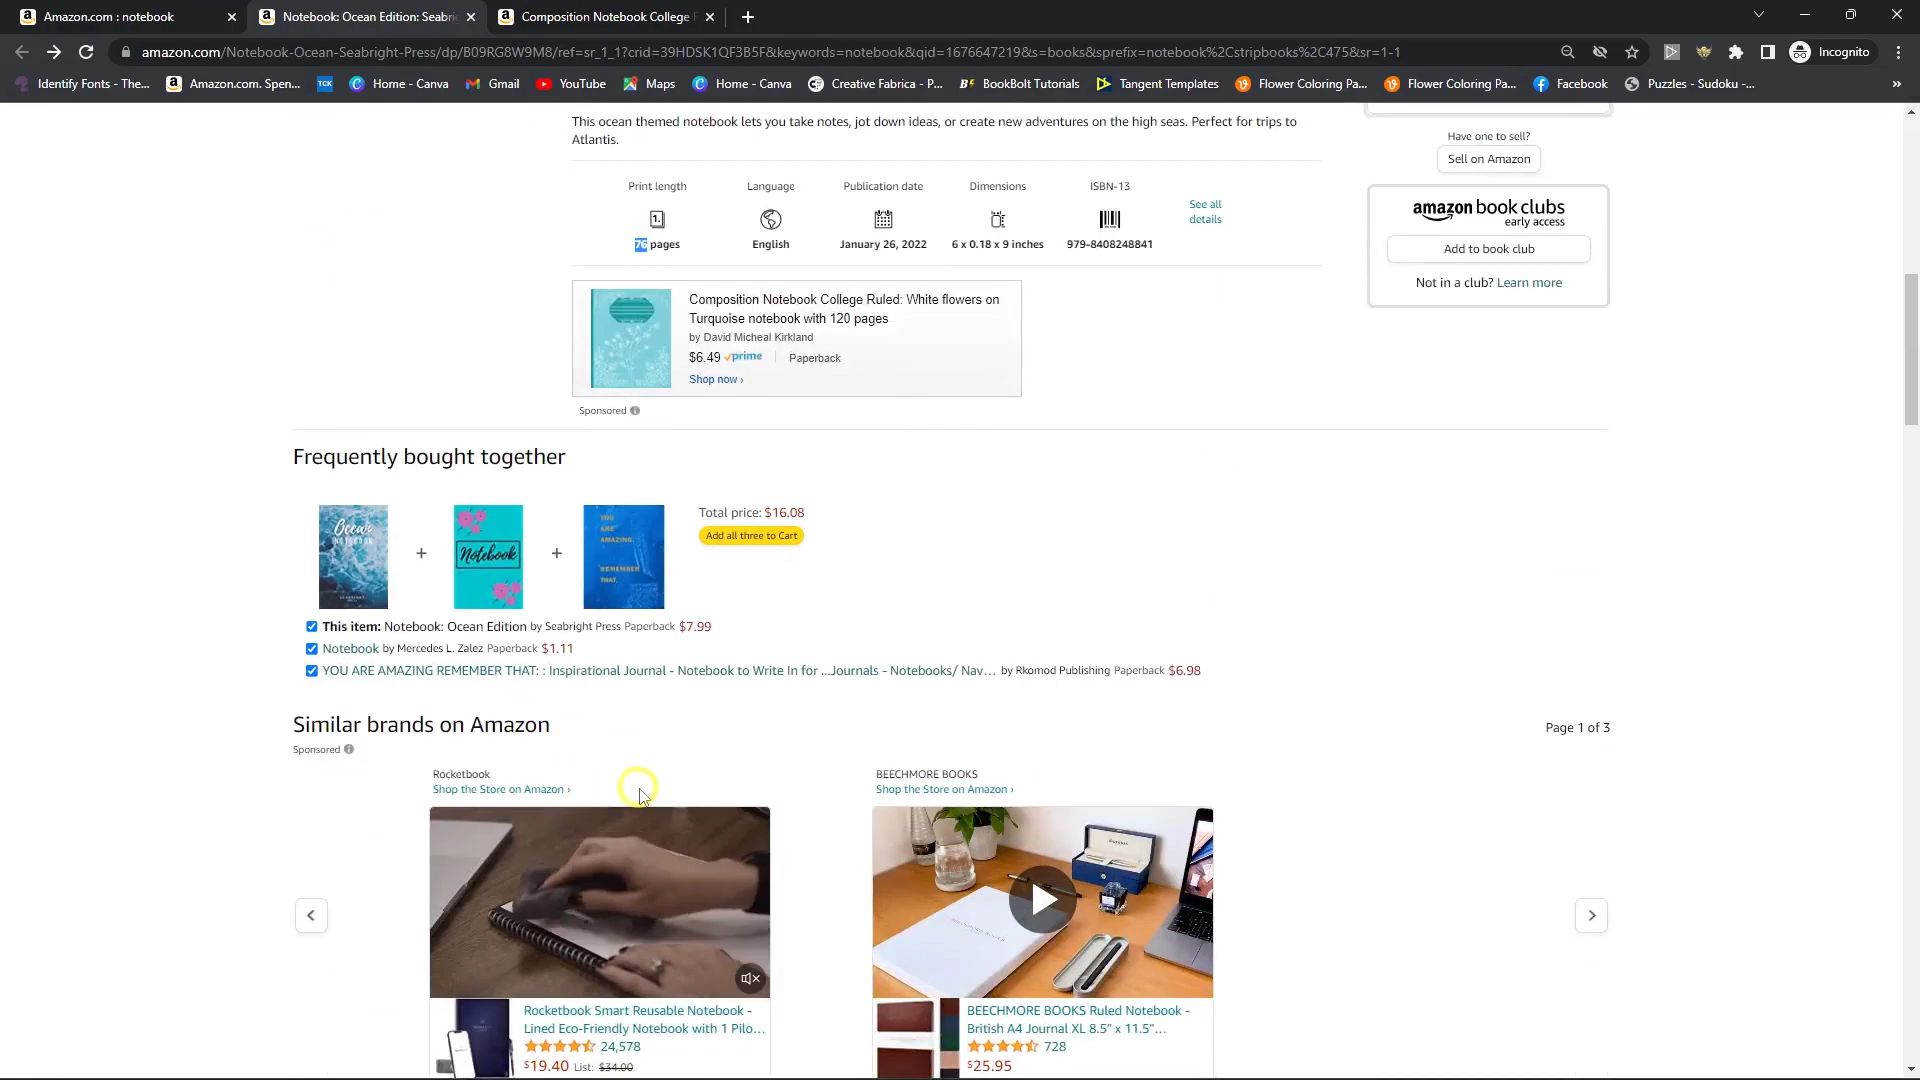 Amazon.com : notebook
Notebook: Ocean Edition: Seabri
Composition Notebook College
amazon.com/Notebook-Ocean-Seabright-Press/dp/B09RG8W9M8/ref=sr_1_1?crid=39HDSK1QF3B5F&keywords=notebook&qid=1676647219&s=books&sprefix=notebook%2Cstripbooks%2C475&sr=1-1
Incognito
Identify Fonts - The...
Amazon.com. Spen...
TCK
Home - Canva
Gmail
YouTube
Maps
Home - Canva
Creative Fabrica - P...
BookBolt Tutorials
Tangent Templates
Flower Coloring Pa...
Flower Coloring Pa...
Facebook
Puzzles - Sudoku -...
»
This ocean themed notebook lets you take notes, jot down ideas, or create new adventures on the high seas. Perfect for trips to
Atlantis.
Have one to sell?
Sell on Amazon
Print length
Language
Publication date
Dimensions
ISBN-13
76 pages
English
January 26, 2022
6 x 0.18 x 9 inches
979-8408248841
See all
details
amazon book clubs
early access
Add to book club
Not in a club? Learn more
Composition Notebook College Ruled: White flowers on
Turquoise notebook with 120 pages
by David Micheal Kirkland
$6.49 prime
Paperback
Shop now ›
Sponsored
Frequently bought together
Ocean
NOTEBOOK
+
Notebook
+
YOU
ARE
AMAZING.
REMEMBER
THAT.
Total price: $16.08
Add all three to Cart
This item: Notebook: Ocean Edition by Seabright Press Paperback $7.99
Notebook by Mercedes L. Zalez Paperback $1.11
YOU ARE AMAZING REMEMBER THAT: : Inspirational Journal - Notebook to Write In for ...Journals - Notebooks/ Nav... by Rkomod Publishing Paperback $6.98
Similar brands on Amazon
Page 1 of 3
Sponsored
Rocketbook
Shop the Store on Amazon ›
BEECHMORE BOOKS
Shop the Store on Amazon ›
Rocketbook Smart Reusable Notebook -
Lined Eco-Friendly Notebook with 1 Pilo...
24,578
$19.40 List: $34.00
BEECHMORE BOOKS Ruled Notebook -
British A4 Journal XL 8.5" x 11.5"...
728
$25.95